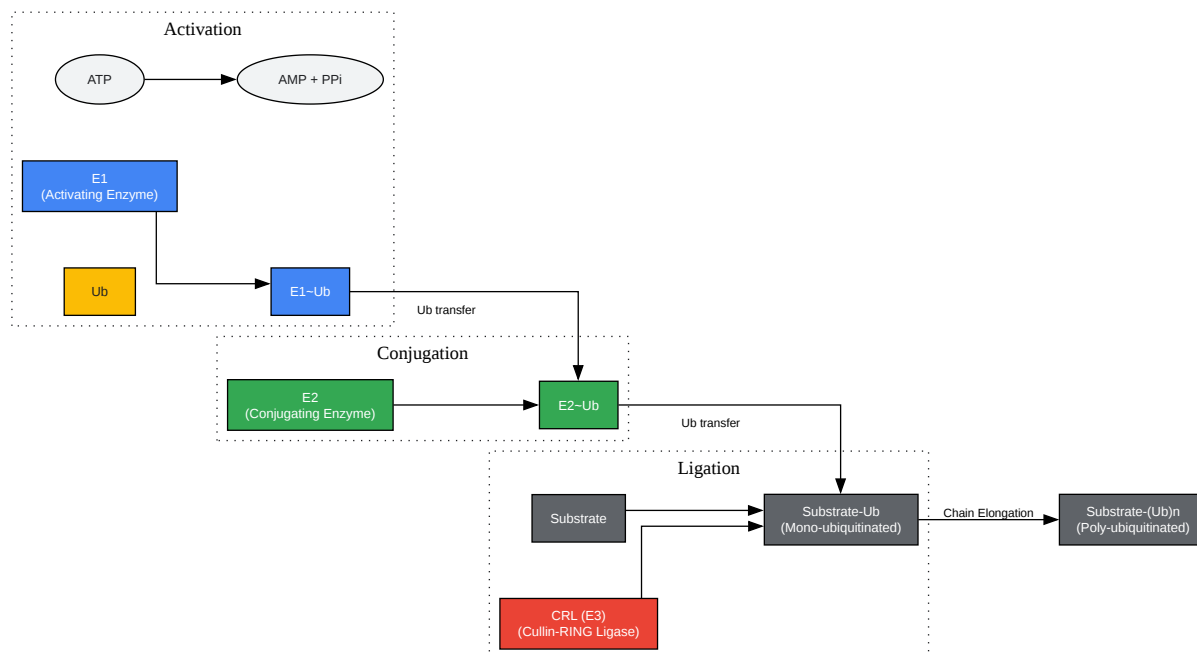 Activation
ATP
AMP + PPi
E1
(Activating Enzyme)
Ub
E1~Ub
Ub transfer
Conjugation
E2
(Conjugating Enzyme)
E2~Ub
Ub transfer
Ligation
Substrate
Substrate-Ub
(Mono-ubiquitinated)
Chain Elongation
Substrate-(Ub)n
(Poly-ubiquitinated)
CRL (E3)
(Cullin-RING Ligase)